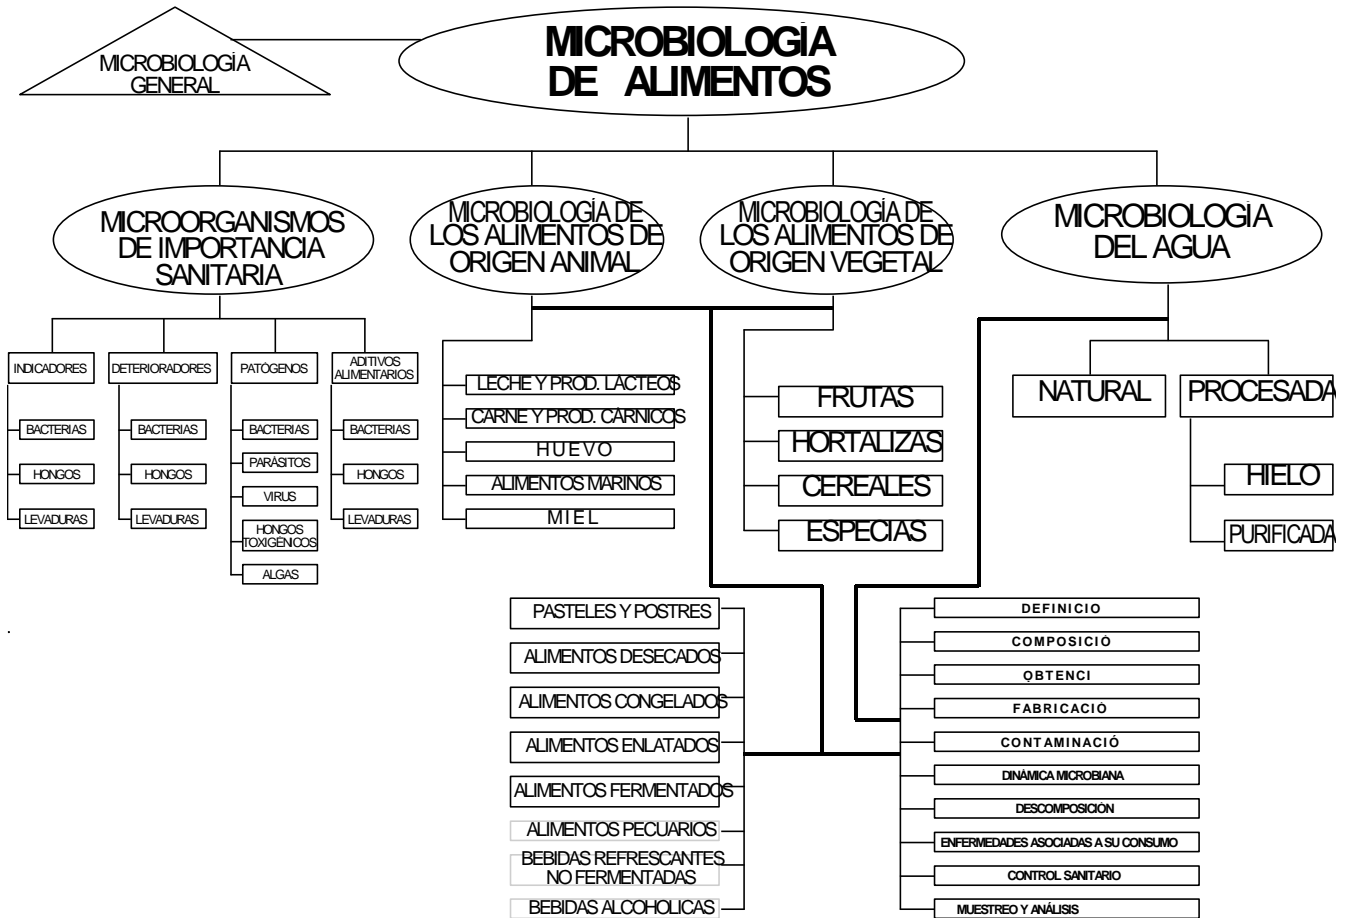 MICROBIOLOGÍA
GENERAL
MICROBIOLOGÍA
DE ALIMENTOS
MICROORGANISMOS
DE IMPORTANCIA
SANITARIA
MICROBIOLOGÍA DE
LOS ALIMENTOS DE
ORIGEN ANIMAL
MICROBIOLOGÍA DE
LOS ALIMENTOS DE
ORIGEN VEGETAL
MICROBIOLOGÍA
DEL AGUA
INDICADORES
BACTERIAS
HONGOS
LEVADURAS
DETERIORADORES
BACTERIAS
HONGOS
LEVADURAS
PATÓGENOS
BACTERIAS
PARÁSITOS
VIRUS
HONGOS
TOXIGÉNICOS
ALGAS
ADITIVOS
ALIMENTARIOS
BACTERIAS
HONGOS
LEVADURAS
LECHE Y PROD. LÁCTEOS
CARNE Y PROD. CÁRNICOS
HUEVO
ALIMENTOS MARINOS
MIEL
FRUTAS
HORTALIZAS
CEREALES
ESPECIAS
NATURAL
PROCESADA
HIELO
PURIFICADA
PASTELES Y POSTRES
ALIMENTOS DESECADOS
ALIMENTOS CONGELADOS
ALIMENTOS ENLATADOS
ALIMENTOS FERMENTADOS
ALIMENTOS PECUARIOS
BEBIDAS REFRESCANTES
NO FERMENTADAS
BEBIDAS ALCOHOLICAS
DEFINICIO
COMPOSICIÓ
OBTENCI
FABRICACIÓ
CONTAMINACIÓ
DINÁMICA MICROBIANA
DESCOMPOSICIÓN
ENFERMEDADES ASOCIADAS A SU CONSUMO
CONTROL SANITARIO
MUESTREO Y ANÁLISIS